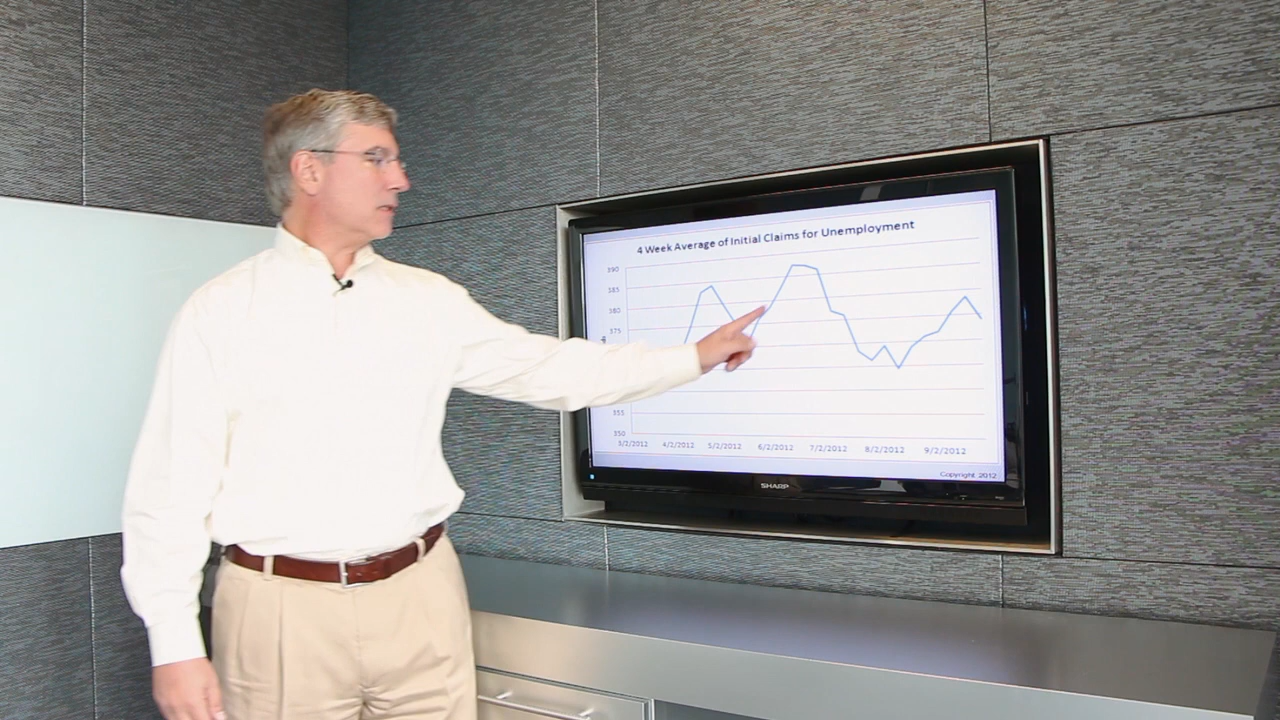 4 Week Average of Initial Claims for Unemployment
390
385
380
375
355
350
3/2/2012 4/2/2012 5/2/2012 6/2/2012 7/2/2012 8/2/2012 9/2/2012
Copyright 2012
SHARP